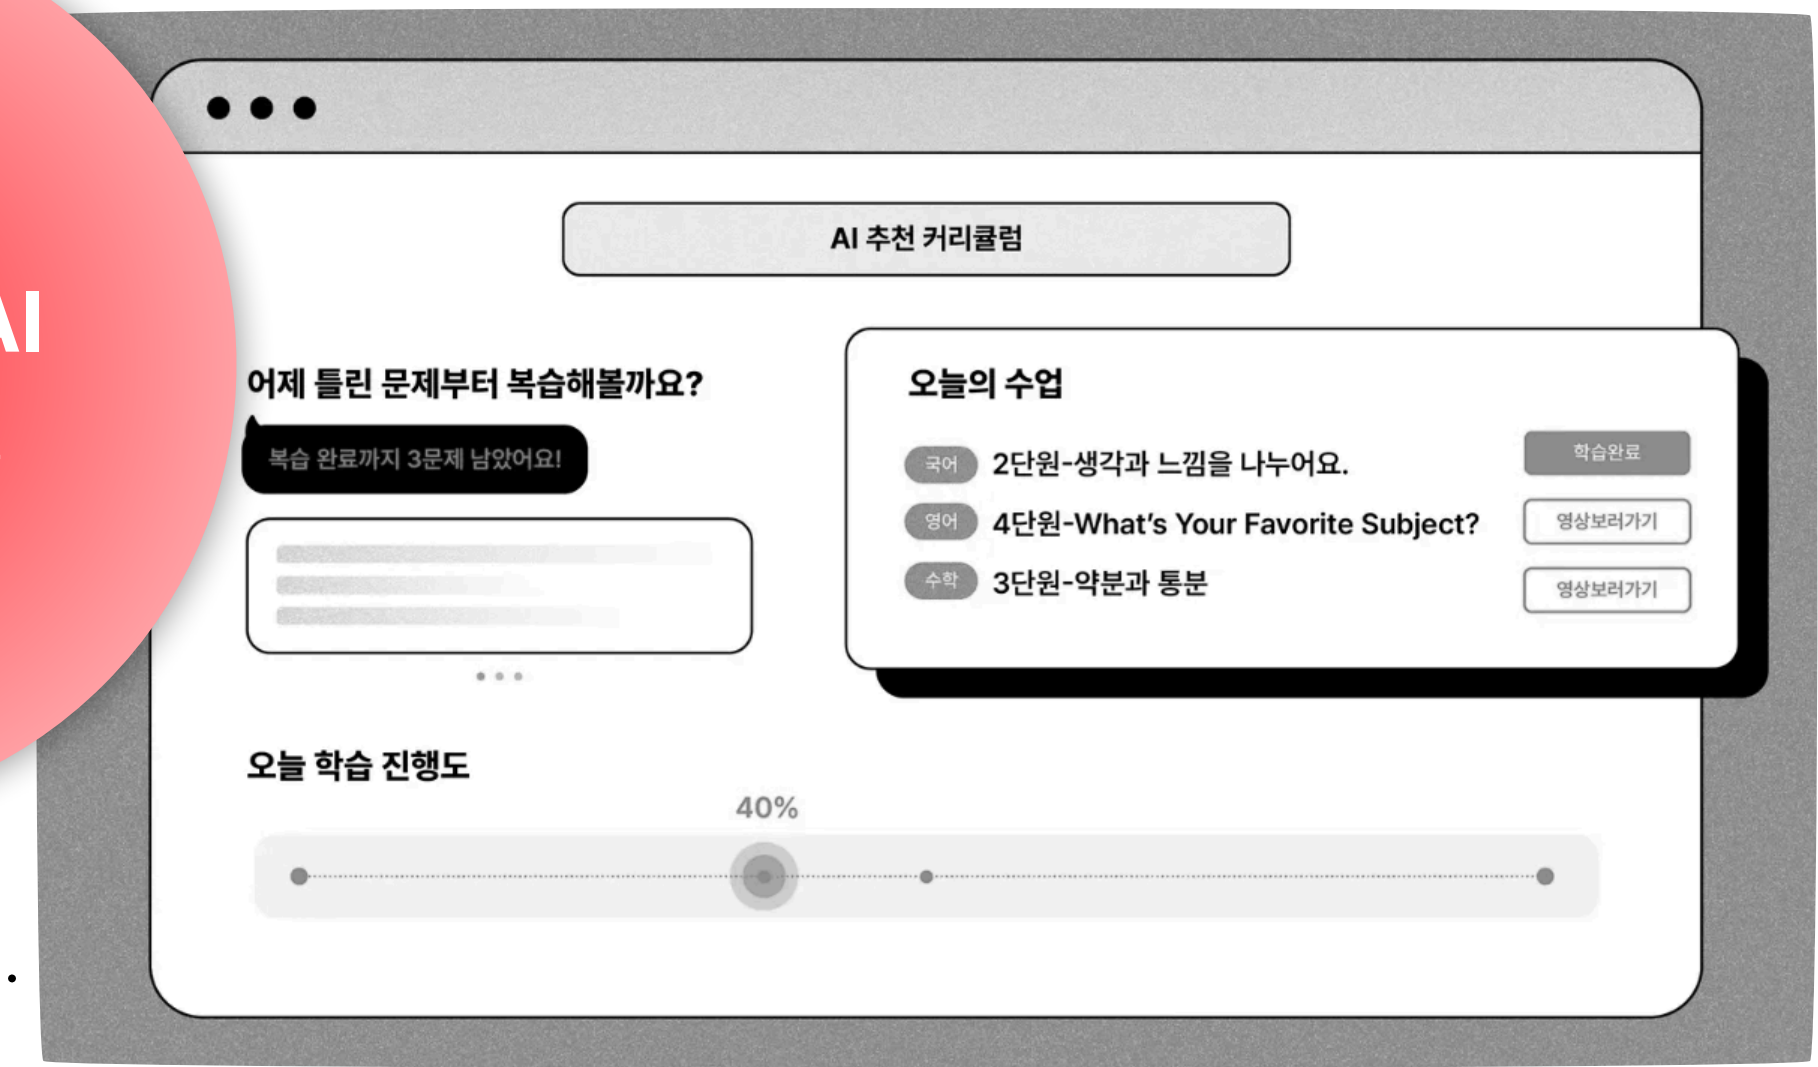 AI
AI 추천 커리큘럼
어제 틀린 문제부터 복습해볼까요?
복습 완료까지 3문제 남았어요!
오늘의 수업
국어 2단원-생각과 느낌을 나누어요. 학습완료
영어 4단원-What's Your Favorite Subject? 영상보러가기
수학 3단원-약분과 통분 영상보러가기
오늘 학습 진행도
40%